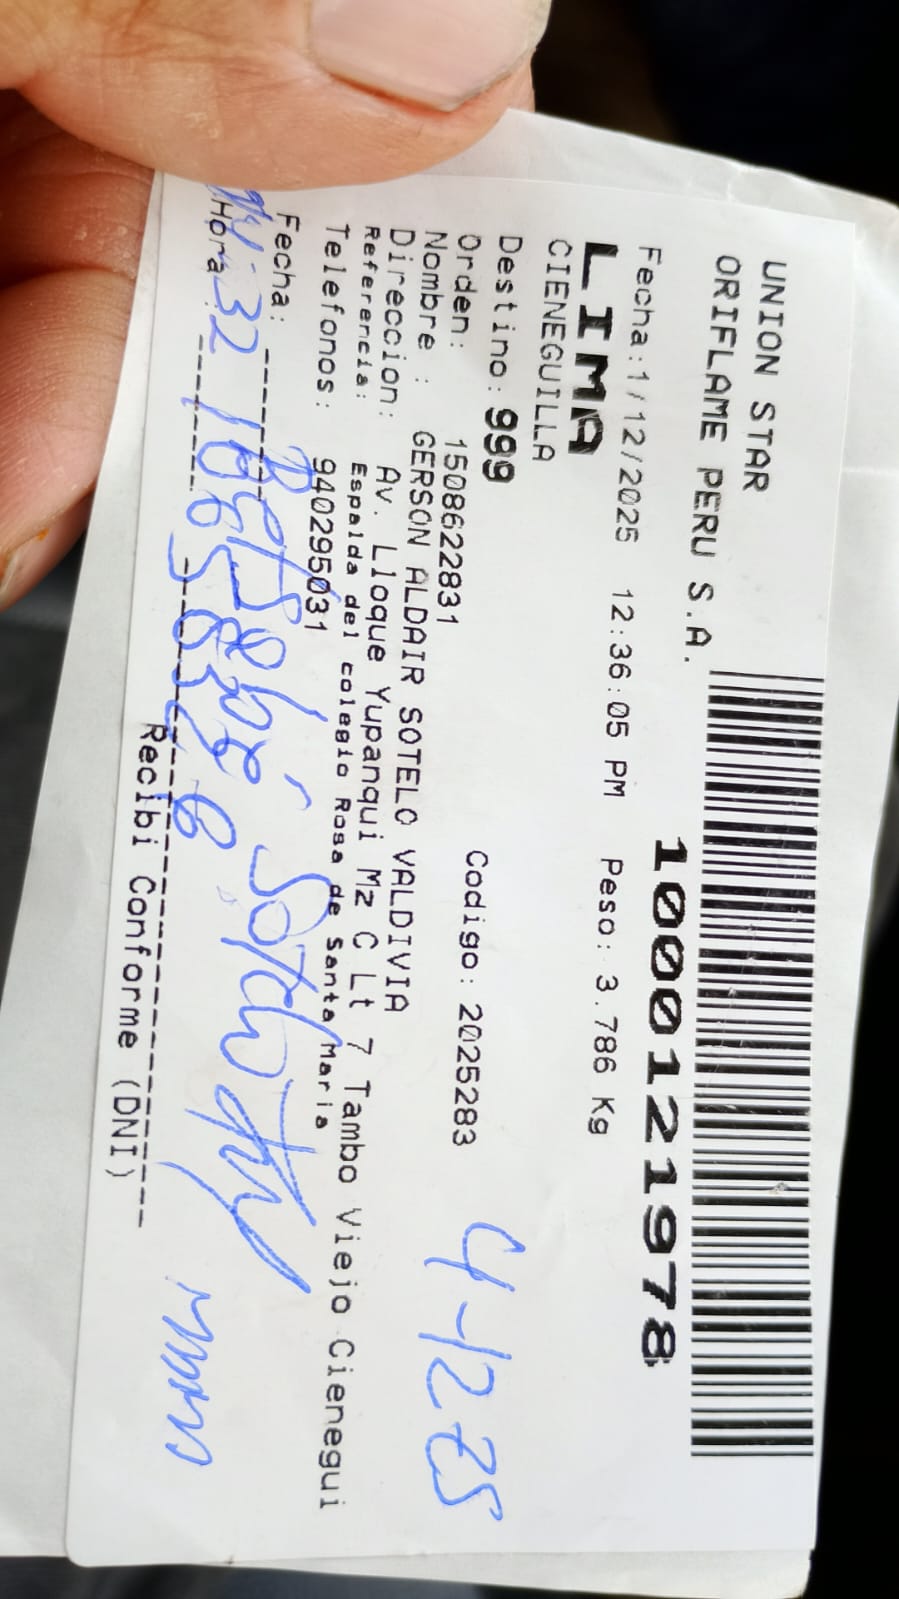 UNION STAR
ORIFLAME PERU S.A.
1000121978
Fecha:1/12/2025 12:36:05 PM Peso: 3.786 Kg
LIMA
CIENEGUILLA
Destino: 999
Orden: 150862831 Codigo: 2025283
Nombre : GERSON ALDAIR SOTELO VALDIVIA
4-12 25
Direccion: Av. Lloque Yupanqui Mz C Lt 7 Tambo Viejo Cienegui
Referencia: Espalda del colegio Rosa de Santa Maria
Telefonos: 940295031
Fecha:
Hora :
Recibi Conforme (DNI)